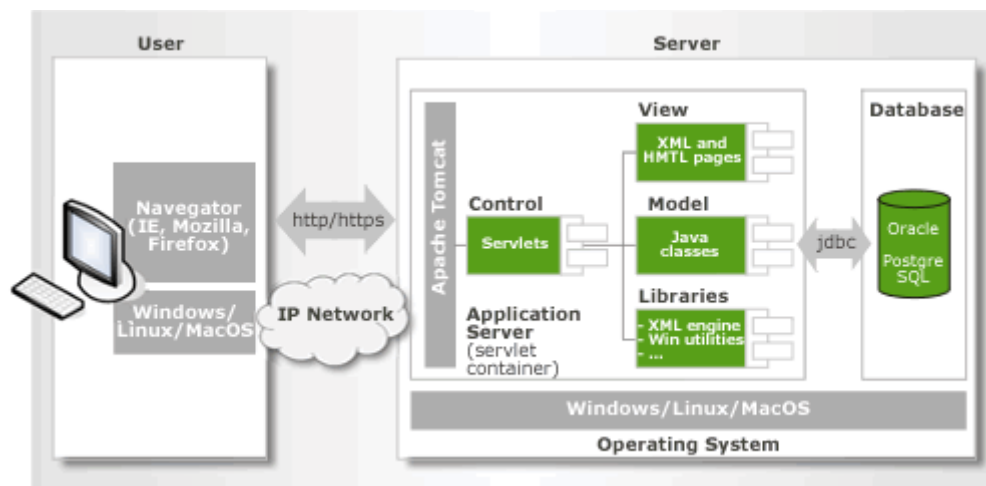 User
Server
Navegator
(IE, Mozilla,
Firefox)
Windows/
Linux/MacOS
http/https
IP Network
Apache Tomcat
Control
Servlets
Application
Server
(servlet
container)
View
XML and
HMTL pages
Model
Java
classes
Libraries
- XML engine
- Win utilities
- ...
jdbc
Database
Oracle
Postgre
SQL
Windows/Linux/MacOS
Operating System